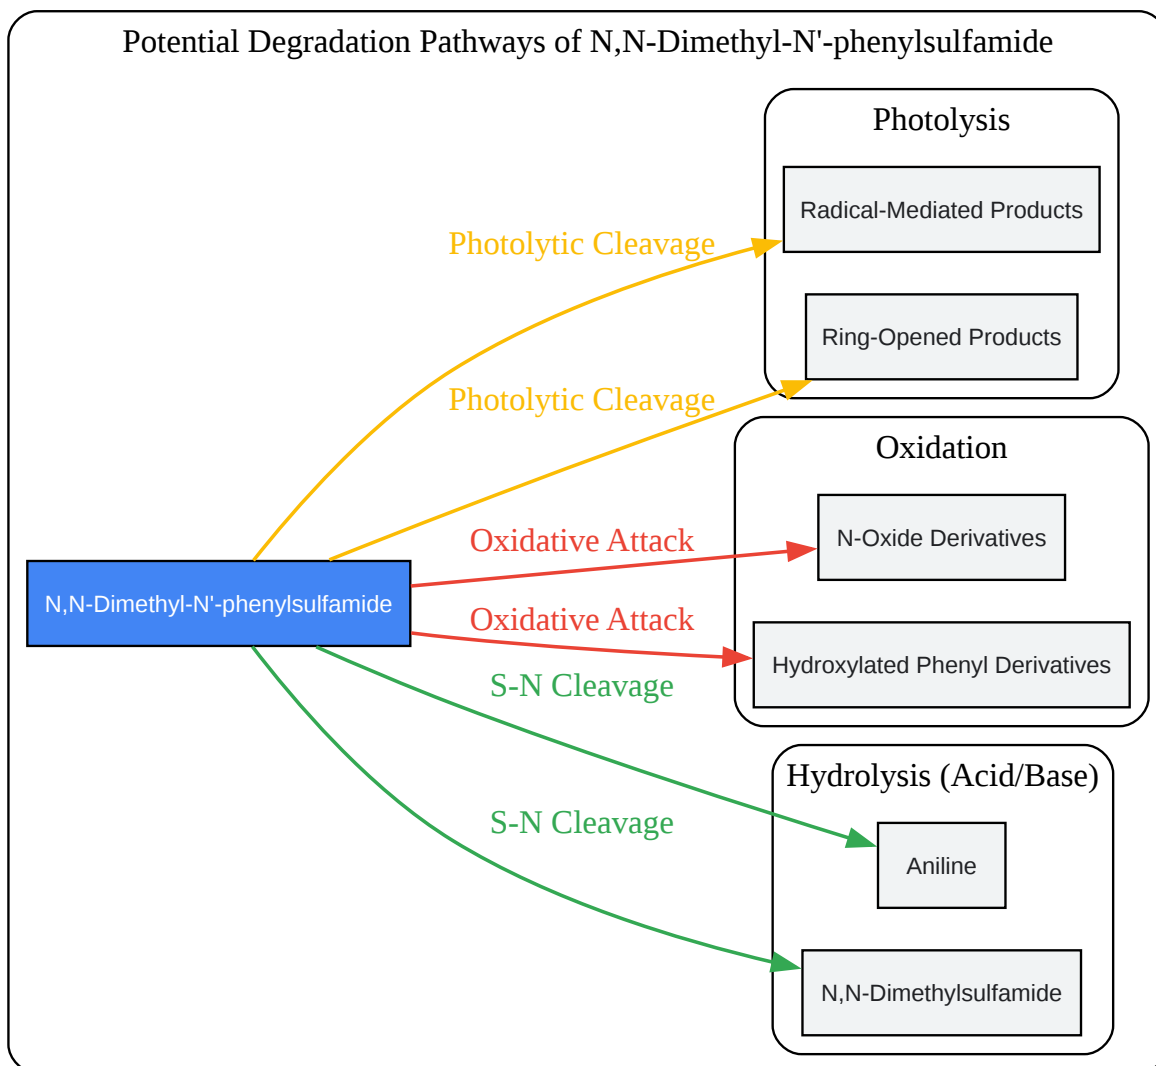 Potential Degradation Pathways of N,N-Dimethyl-N'-phenylsulfamide
Photolysis
Radical-Mediated Products
Photolytic Cleavage
Ring-Opened Products
Photolytic Cleavage
Oxidation
N-Oxide Derivatives
Oxidative Attack
N,N-Dimethyl-N'-phenylsulfamide
Oxidative Attack
Hydroxylated Phenyl Derivatives
S-N Cleavage
Hydrolysis (Acid/Base)
S-N Cleavage
Aniline
N,N-Dimethylsulfamide